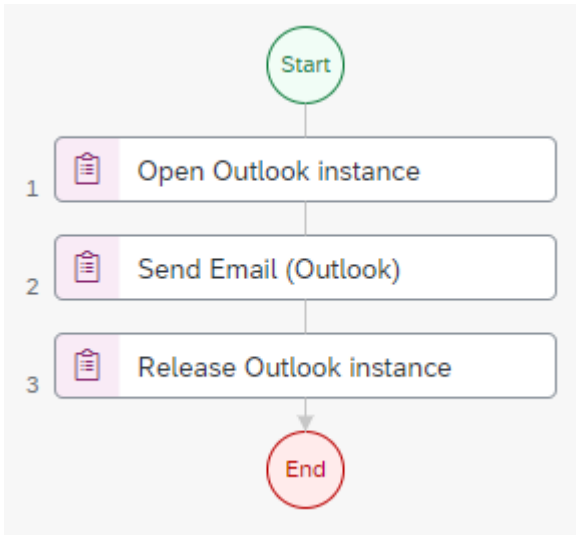 Start
1 Open Outlook instance
2 Send Email (Outlook)
3 Release Outlook instance
End